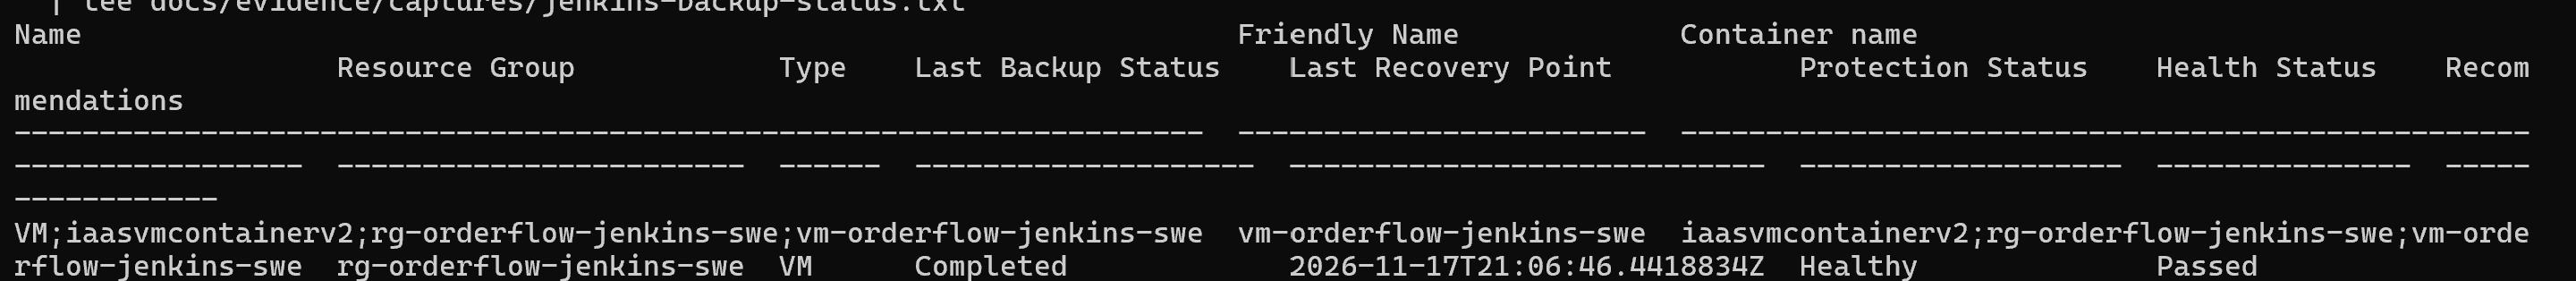 | tee docs/evidence/captures/jenkins-backup-status.txt
Name                                                                    Friendly Name             Container name
                   Resource Group            Type    Last Backup Status    Last Recovery Point           Protection Status    Health Status    Recom
mendations
----------------------------------------------------------------------  ------------------------  --------------------------------------------------
-----------------  ------------------------  ------  --------------------  ----------------------------  -------------------  ---------------  -----
------------
VM;iaasvmcontainerv2;rg-orderflow-jenkins-swe;vm-orderflow-jenkins-swe  vm-orderflow-jenkins-swe  iaasvmcontainerv2;rg-orderflow-jenkins-swe;vm-orde
rflow-jenkins-swe  rg-orderflow-jenkins-swe  VM      Completed             2026-11-17T21:06:46.4418834Z  Healthy              Passed